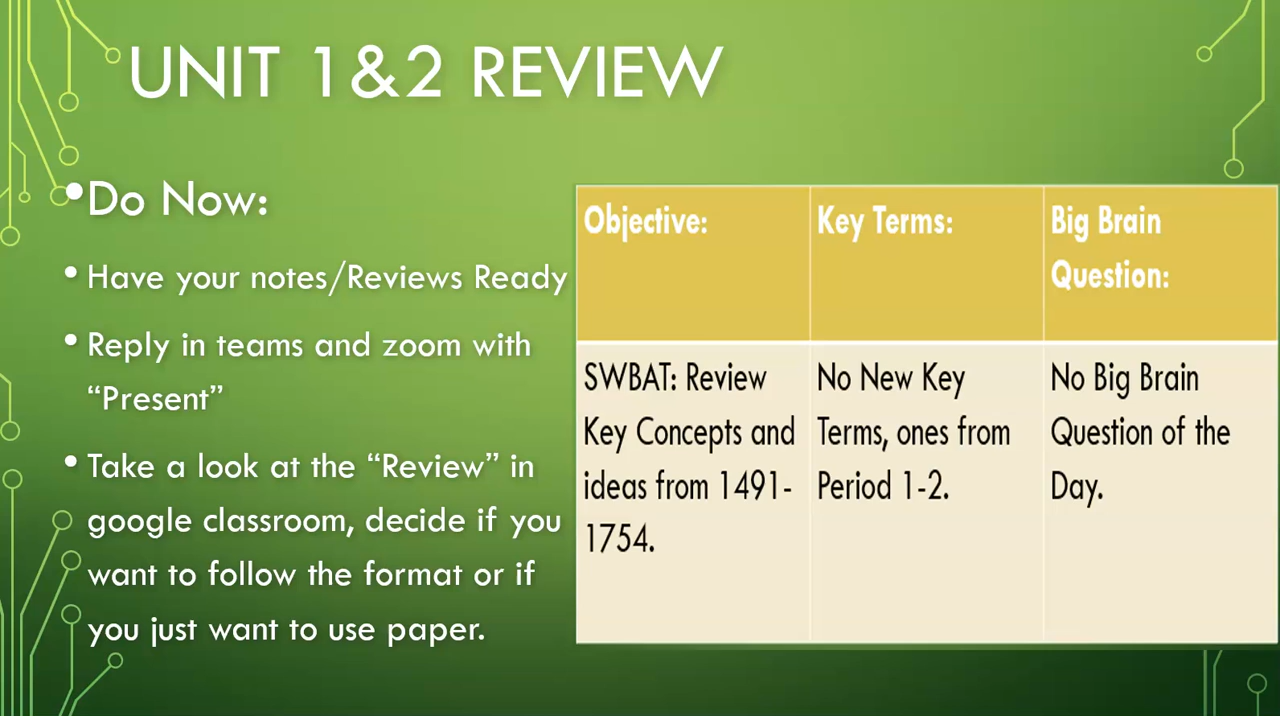 UNIT 1&2 REVIEW
•Do Now:
• Have your notes/Reviews Ready
• Reply in teams and zoom with
“Present”
• Take a look at the “Review” in
google classroom, decide if you
want to follow the format or if
you just want to use paper.
Objective:
Key Terms:
Big Brain
Question:
SWBAT: Review
Key Concepts and
ideas from 1491-
1754.
No New Key
Terms, ones from
Period 1-2.
No Big Brain
Question of the
Day.